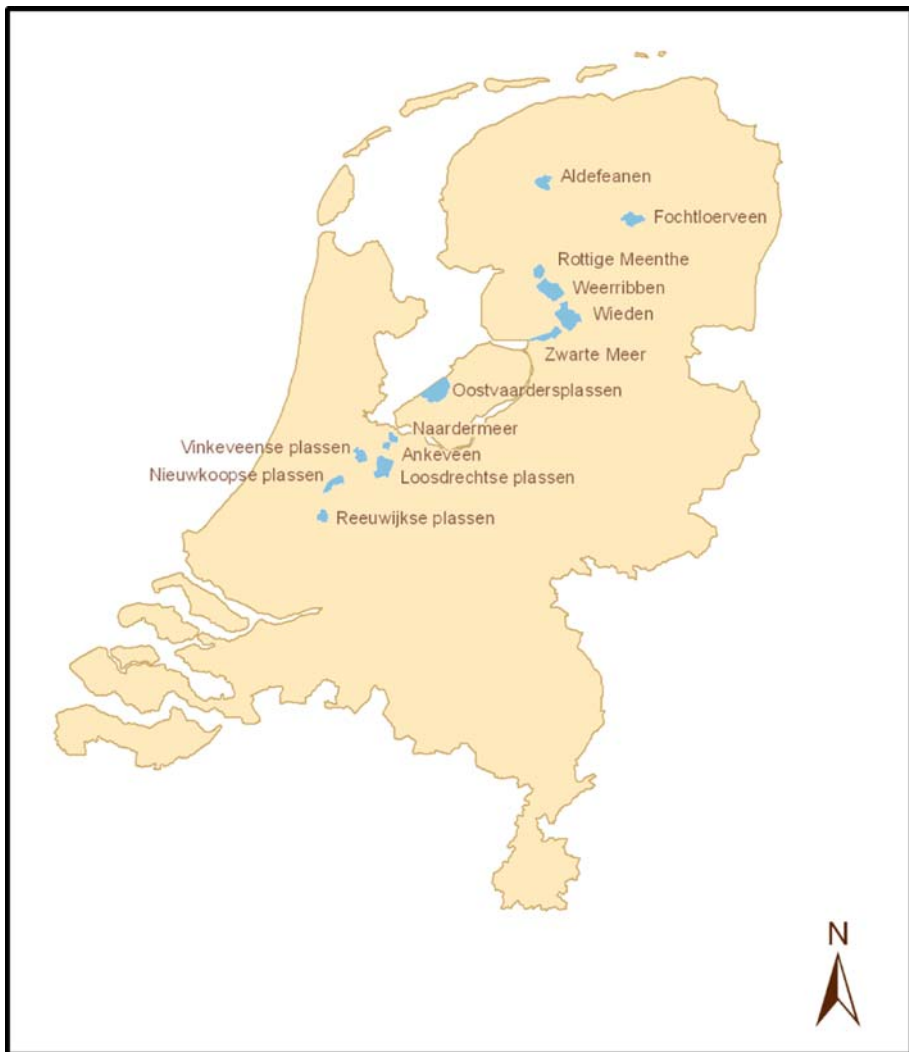 Aldefeanen
Fochtloerveen
Rottige Meenthe
Weerribben
Wieden
Zwarte Meer
Oostvaardersplassen
Naardermeer
Vinkeveense plassen
Ankeveen
Nieuwkoopse plassen
Loosdrechtse plassen
Reeuwijkse plassen
N